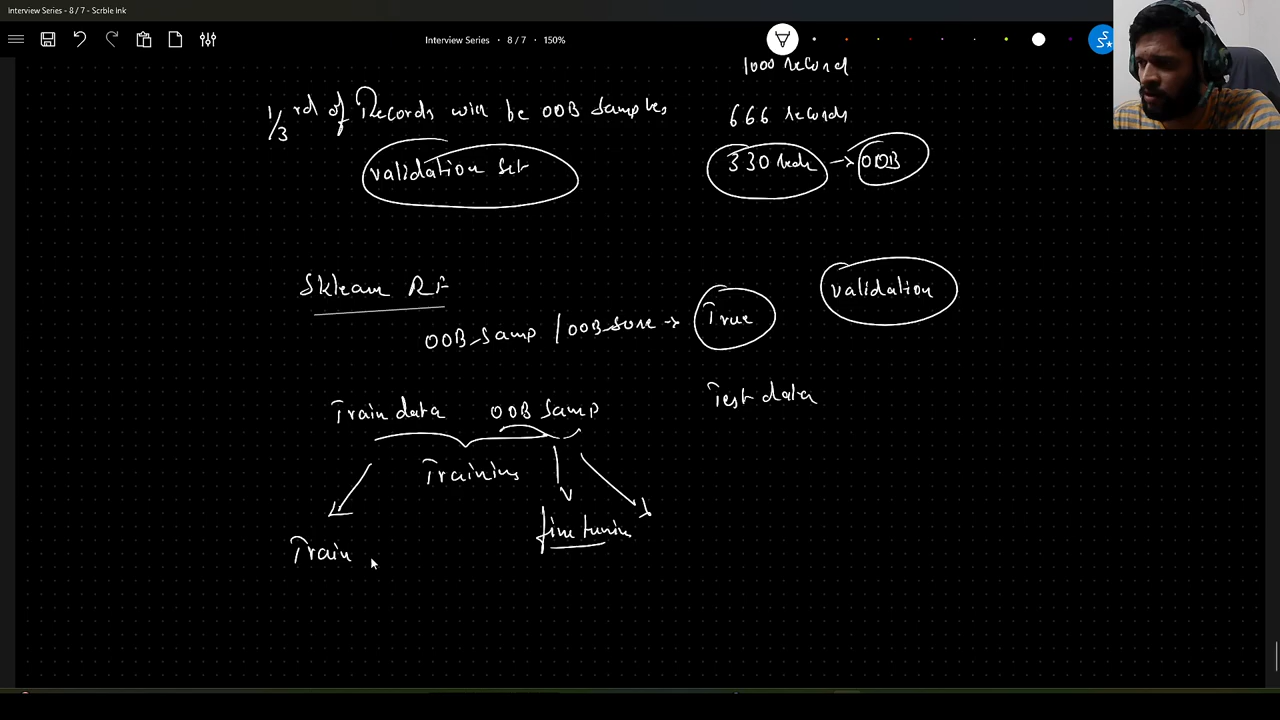 Interview Series - 8 / 7 - Scrble Ink
Interview Series • 8 / 7 • 150%
1000 record
1/3 rd of Records will be OOB Samples
666 records
validation set
330 → OOB
Sklearn RF
validation
OOB_Samp / OOB_Score → True
Test data
Train data OOB Samp
Training
fine tuning
Train